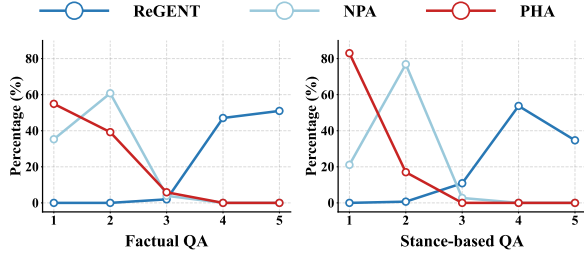 ReGENT NPA PHA
Percentage (%)
80
60
40
20
0
1 2 3 4 5
Factual QA
Percentage (%)
80
60
40
20
0
1 2 3 4 5
Stance-based QA